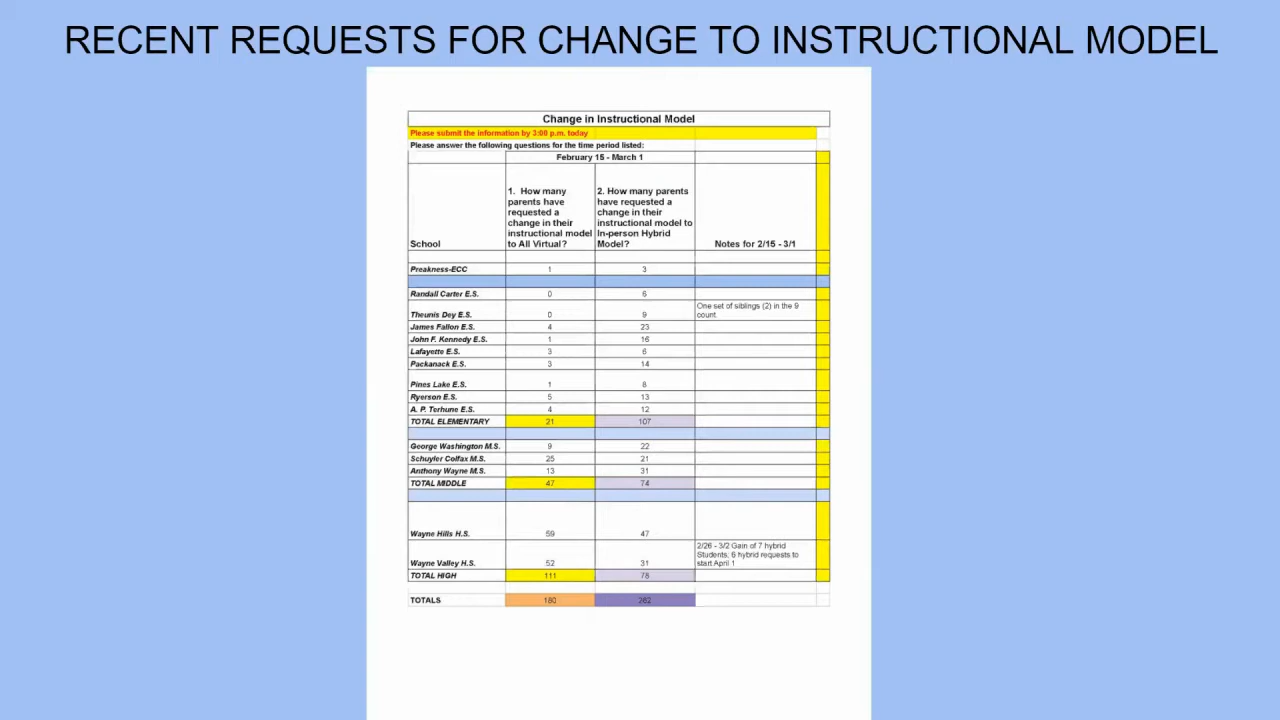 RECENT REQUESTS FOR CHANGE TO INSTRUCTIONAL MODEL
Change in Instructional Model
Please submit the information by 3:00 p.m. today
Please answer the following questions for the time period listed:
February 15 - March 1
School
1. How many
parents have
requested a
change in their
instructional model
to All Virtual?
2. How many parents
have requested a
change in their
instructional model to
In-person Hybrid
Model?
Notes for 2/15 - 3/1
Preakness-ECC 1 3
Randall Carter E.S. 0 6
Theunis Dey E.S. 0 9 One set of siblings (2) in the 9
count.
James Fallon E.S. 4 23
John F. Kennedy E.S. 1 16
Lafayette E.S. 3 6
Packanack E.S. 3 14
Pines Lake E.S. 1 8
Ryerson E.S. 5 13
A. P. Terhune E.S. 4 12
TOTAL ELEMENTARY 21 107
George Washington M.S. 9 22
Schuyler Colfax M.S. 25 21
Anthony Wayne M.S. 13 31
TOTAL MIDDLE 47 74
Wayne Hills H.S. 59 47
Wayne Valley H.S. 52 31 2/26 - 3/2 Gain of 7 hybrid
Students; 6 hybrid requests to
start April 1
TOTAL HIGH 111 78
TOTALS 180 262